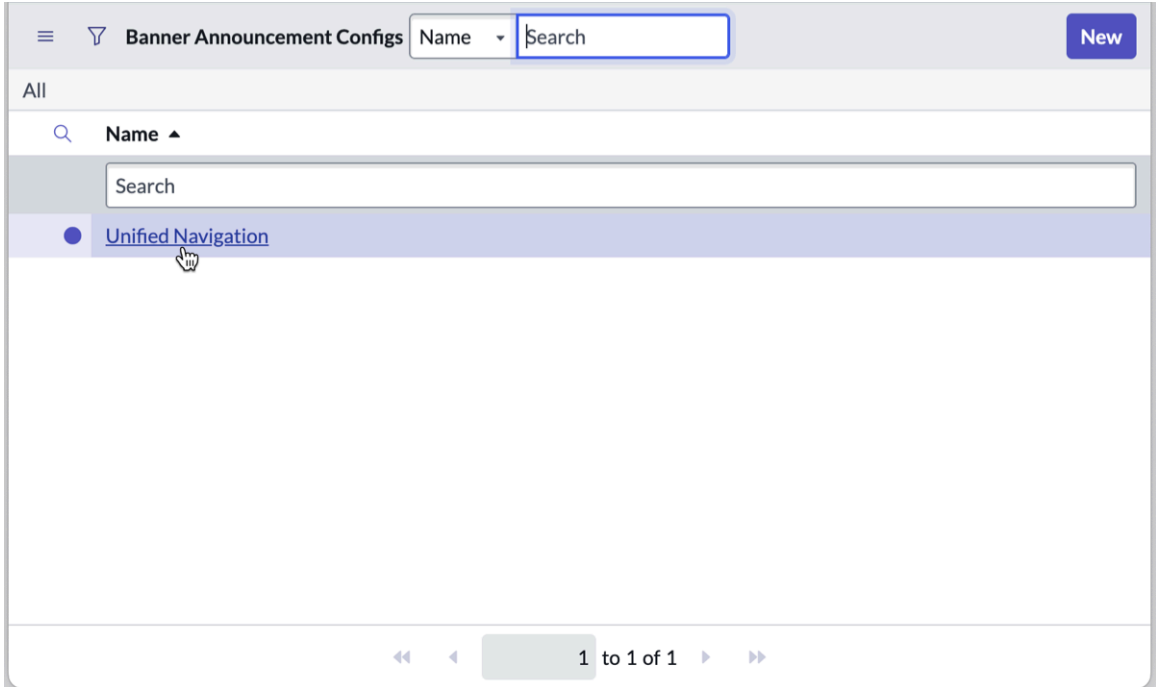 Banner Announcement Configs Name Search New
All
Name
Search
Unified Navigation
1 to 1 of 1